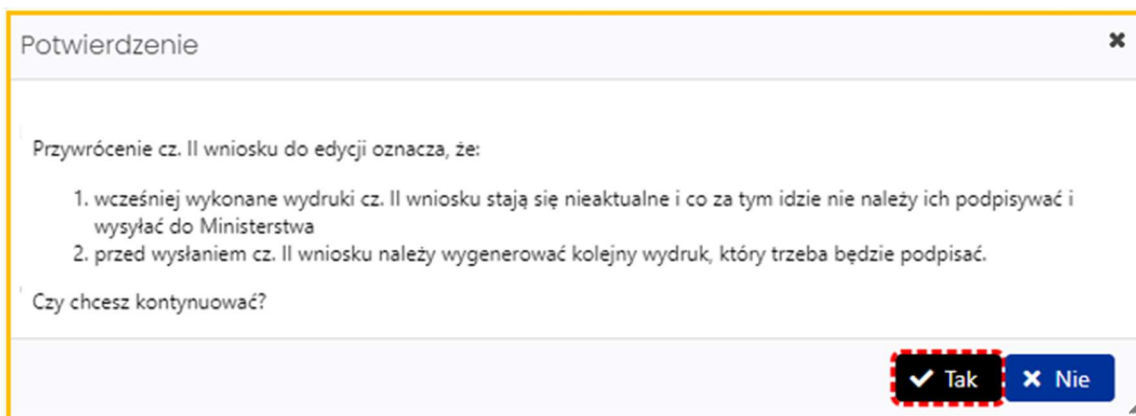 Potwierdzenie
Przywrócenie cz. II wniosku do edycji oznacza, że:
1. wcześniej wykonane wydruki cz. II wniosku stają się nieaktualne i co za tym idzie nie należy ich podpisywać i
wysyłać do Ministerstwa
2. przed wysłaniem cz. II wniosku należy wygenerować kolejny wydruk, który trzeba będzie podpisać.
Czy chcesz kontynuować?
Tak Nie